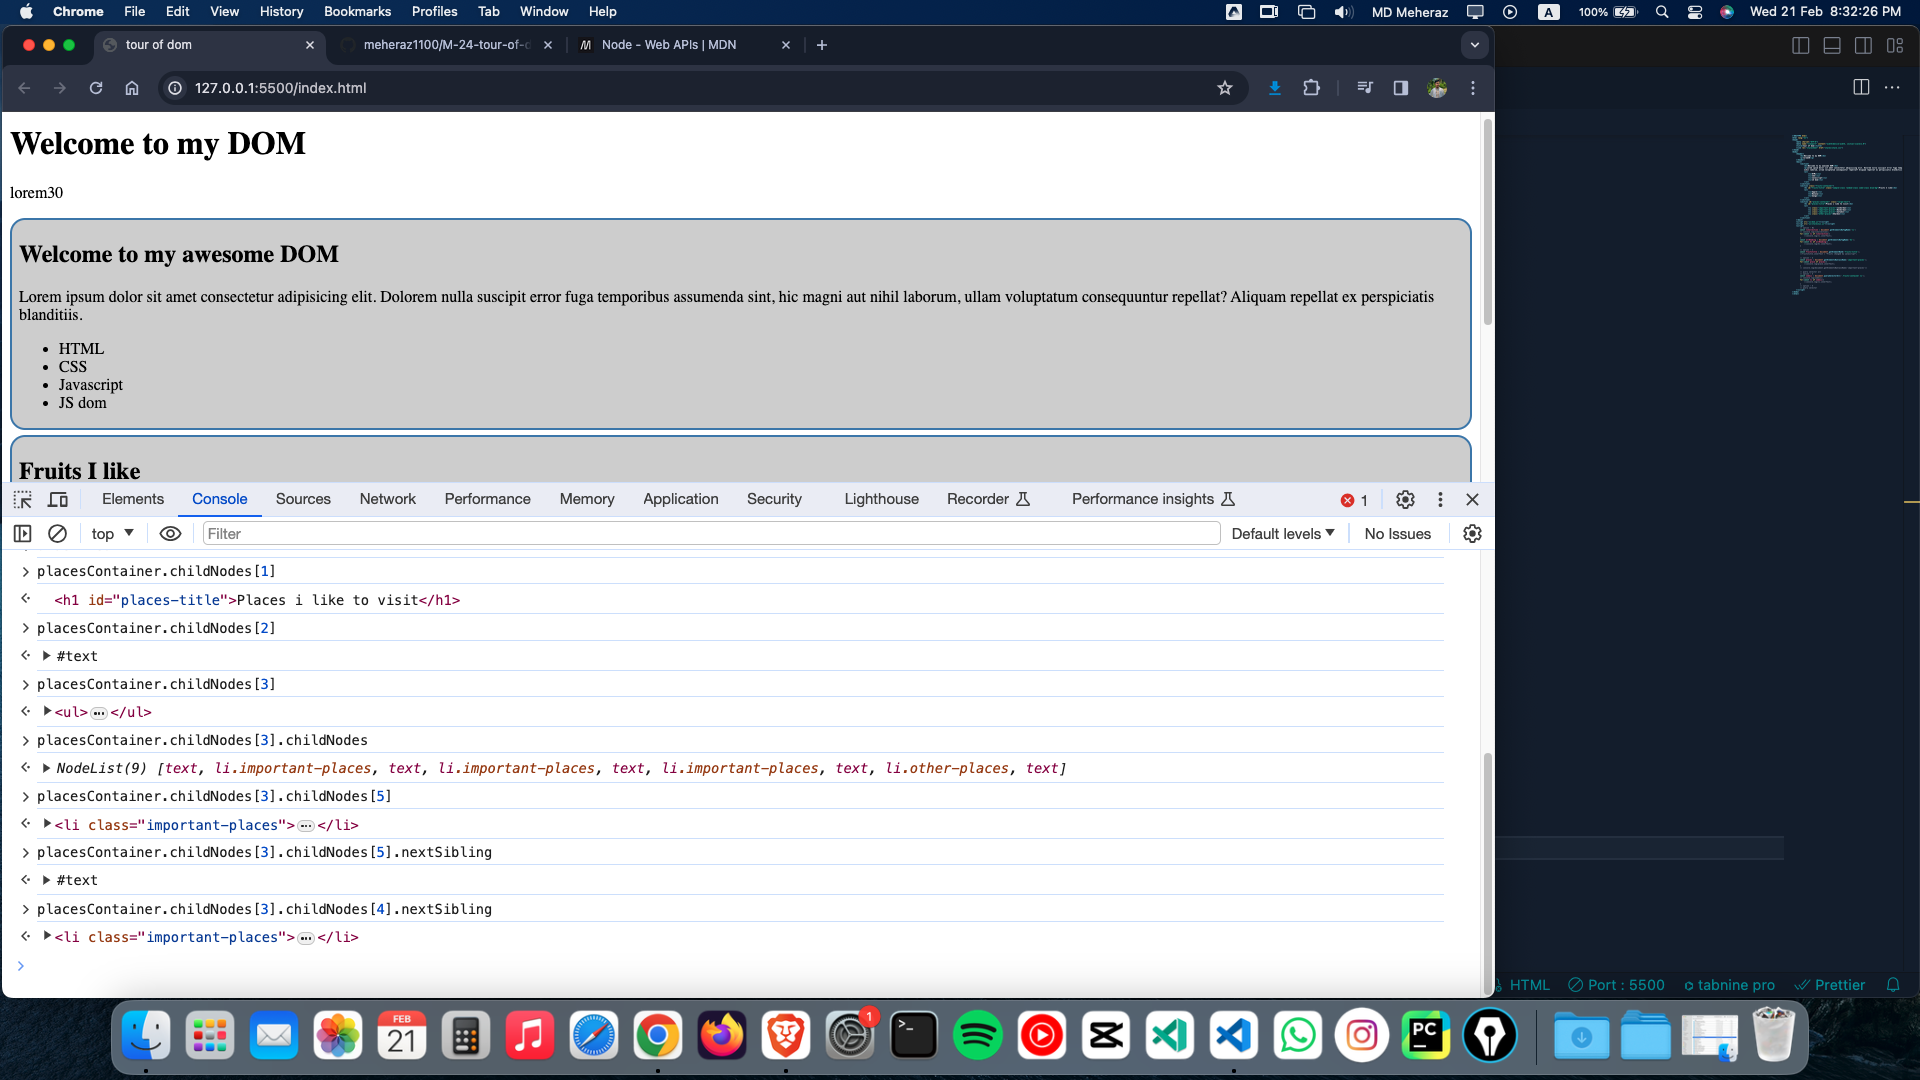 Chrome File Edit View History Bookmarks Profiles Tab Window Help MD Meheraz A 100% Wed 21 Feb 8:32:26 PM
tour of dom meheraz1100/M-24-tour-of-d Node - Web APIs | MDN
127.0.0.1:5500/index.html
Welcome to my DOM
lorem30
Welcome to my awesome DOM
Lorem ipsum dolor sit amet consectetur adipisicing elit. Dolorem nulla suscipit error fuga temporibus assumenda sint, hic magni aut nihil laborum, ullam voluptatum consequuntur repellat? Aliquam repellat ex perspiciatis
blanditiis.
• HTML
• CSS
• Javascript
• JS dom
Fruits I like
Elements Console Sources Network Performance Memory Application Security Lighthouse Recorder Performance insights 1
top Filter Default levels No Issues
placesContainer.childNodes[1]
<h1 id="places-title">Places i like to visit</h1>
placesContainer.childNodes[2]
#text
placesContainer.childNodes[3]
<ul>…</ul>
placesContainer.childNodes[3].childNodes
NodeList(9) [text, li.important-places, text, li.important-places, text, li.important-places, text, li.other-places, text]
placesContainer.childNodes[3].childNodes[5]
<li class="important-places">…</li>
placesContainer.childNodes[3].childNodes[5].nextSibling
#text
placesContainer.childNodes[3].childNodes[4].nextSibling
<li class="important-places">…</li>
HTML Port : 5500 tabnine pro Prettier
FEB
21
1
PC